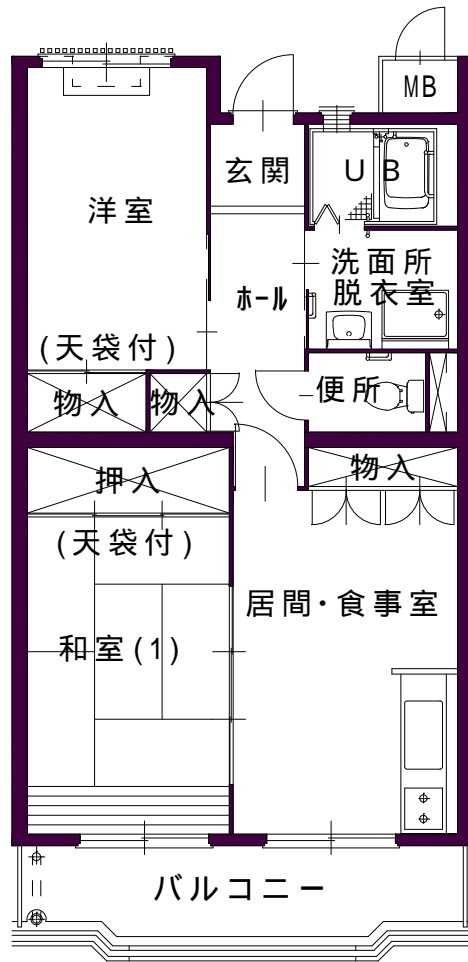 MB
玄関
UB
洋室
洗面所
脱衣室
ホール
(天袋付)
便所
物入
物入
物入
押入
(天袋付)
居間・食事室
和室(1)
バルコニー